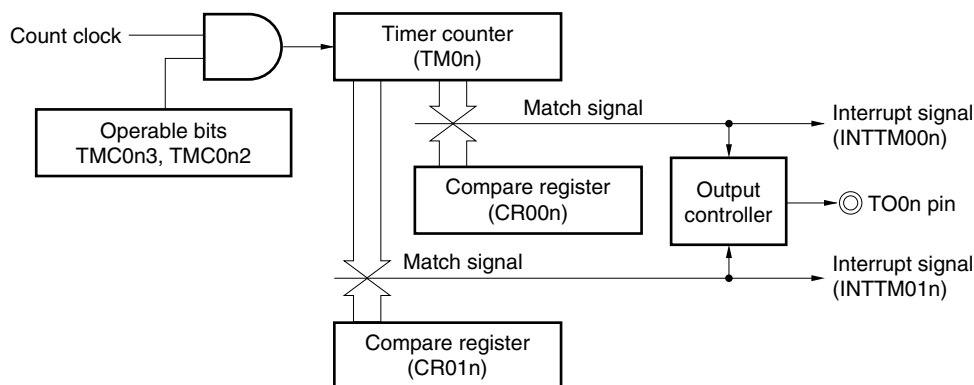 Count clock
Timer counter
(TM0n)
Operable bits
TMC0n3, TMC0n2
Match signal
Interrupt signal
(INTTM00n)
Compare register
(CR00n)
Output
controller
TO0n pin
Match signal
Interrupt signal
(INTTM01n)
Compare register
(CR01n)